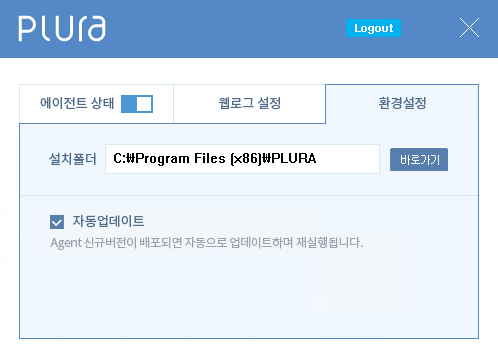 PLURA
Logout
에이전트 상태
웹로그 설정
환경설정
설치폴더
C:₩Program Files (x86)₩PLURA
바로가기
자동업데이트
Agent 신규버전이 배포되면 자동으로 업데이트하며 재실행됩니다.